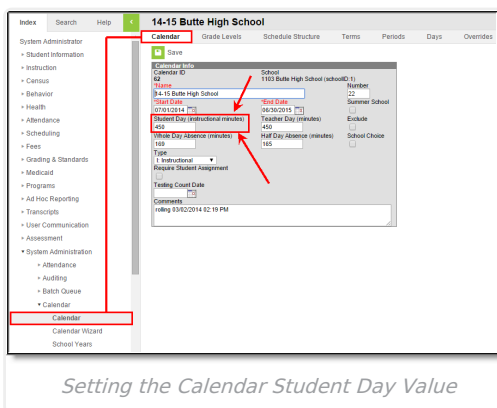 Index Search Help
14-15 Butte High School
System Administrator
Student Information
Instruction
Census
Behavior
Health
Attendance
Scheduling
Fees
Grading & Standards
Medicaid
Programs
Ad Hoc Reporting
Transcripts
User Communication
Assessment
System Administration
Attendance
Auditing
Batch Queue
Calendar
Calendar
Calendar Wizard
School Years
Calendar Grade Levels Schedule Structure Terms Periods Days Overrides
Save
Calendar Info
Calendar ID School
62 1103 Butte High School (schoolID:1)
*Name Number
14-15 Butte High School 22
*Start Date *End Date Summer School
07/01/2014 06/30/2015
Student Day (instructional minutes) Teacher Day (minutes) Exclude
450 450
Whole Day Absence (minutes) Half Day Absence (minutes) School Choice
169 165
Type
I: Instructional
Require Student Assignment
Testing Count Date
Comments
rolling 03/02/2014 02:19 PM
Setting the Calendar Student Day Value